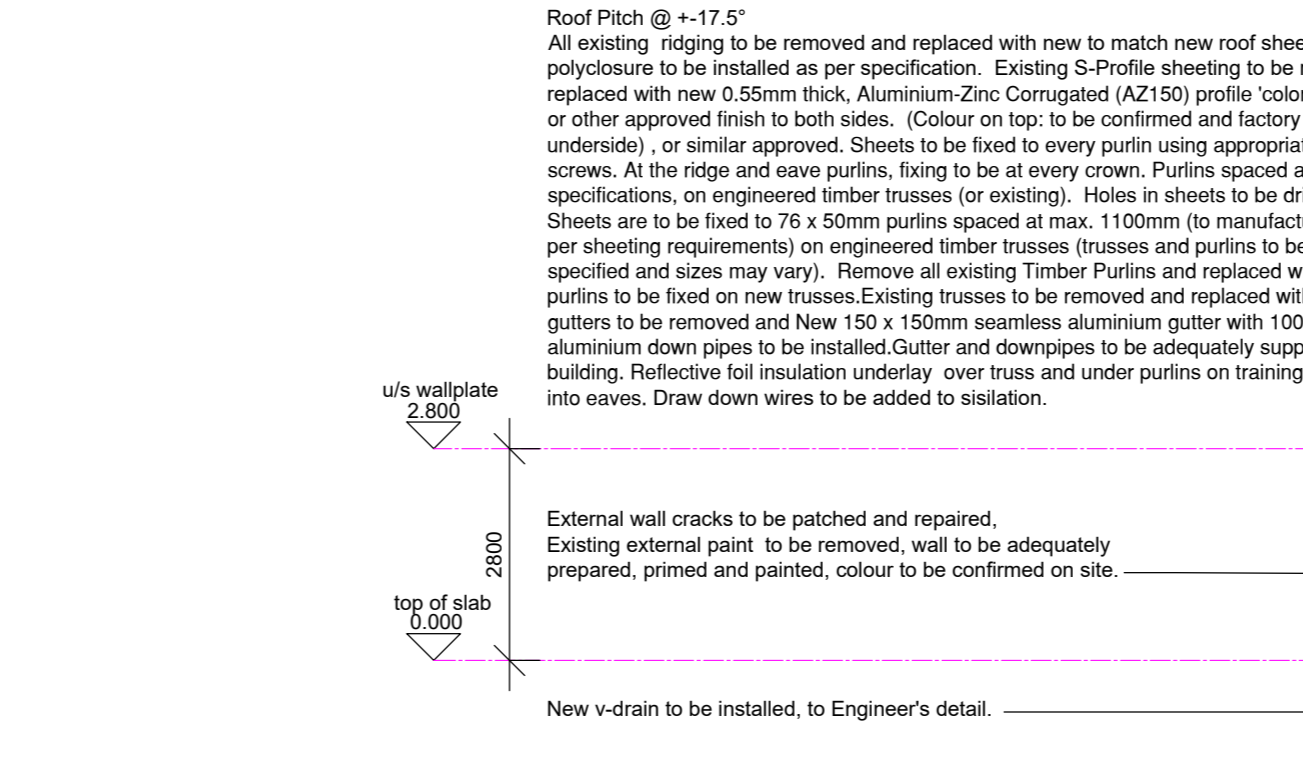 Roof Pitch @ +-17.5°
All existing ridging to be removed and replaced with new to match new roof
polyclosure to be installed as per specification. Existing S-Profile sheeting to be
replaced with new 0.55mm thick, Aluminium-Zinc Corrugated (AZ150) profile
or other approved finish to both sides. (Colour on top: to be confirmed and factory
underside) , or similar approved. Sheets to be fixed to every purlin using
screws. At the ridge and eave purlins, fixing to be at every crown. Purlins spaced
specifications, on engineered timber trusses (or existing). Holes in sheets to be
Sheets are to be fixed to 76 x 50mm purlins spaced at max. 1100mm (to
per sheeting requirements) on engineered timber trusses (trusses and purlins to be
specified and sizes may vary). Remove all existing Timber Purlins and replaced
purlins to be fixed on new trusses.Existing trusses to be removed and replaced
gutters to be removed and New 150 x 150mm seamless aluminium gutter with 100
aluminium down pipes to be installed.Gutter and downpipes to be adequately
building. Reflective foil insulation underlay over truss and under purlins on training
into eaves. Draw down wires to be added to sisilation.
u/s wallplate
2.800
External wall cracks to be patched and repaired,
Existing external paint to be removed, wall to be adequately
prepared, primed and painted, colour to be confirmed on site.
2800
top of slab
0.000
New v-drain to be installed, to Engineer's detail.